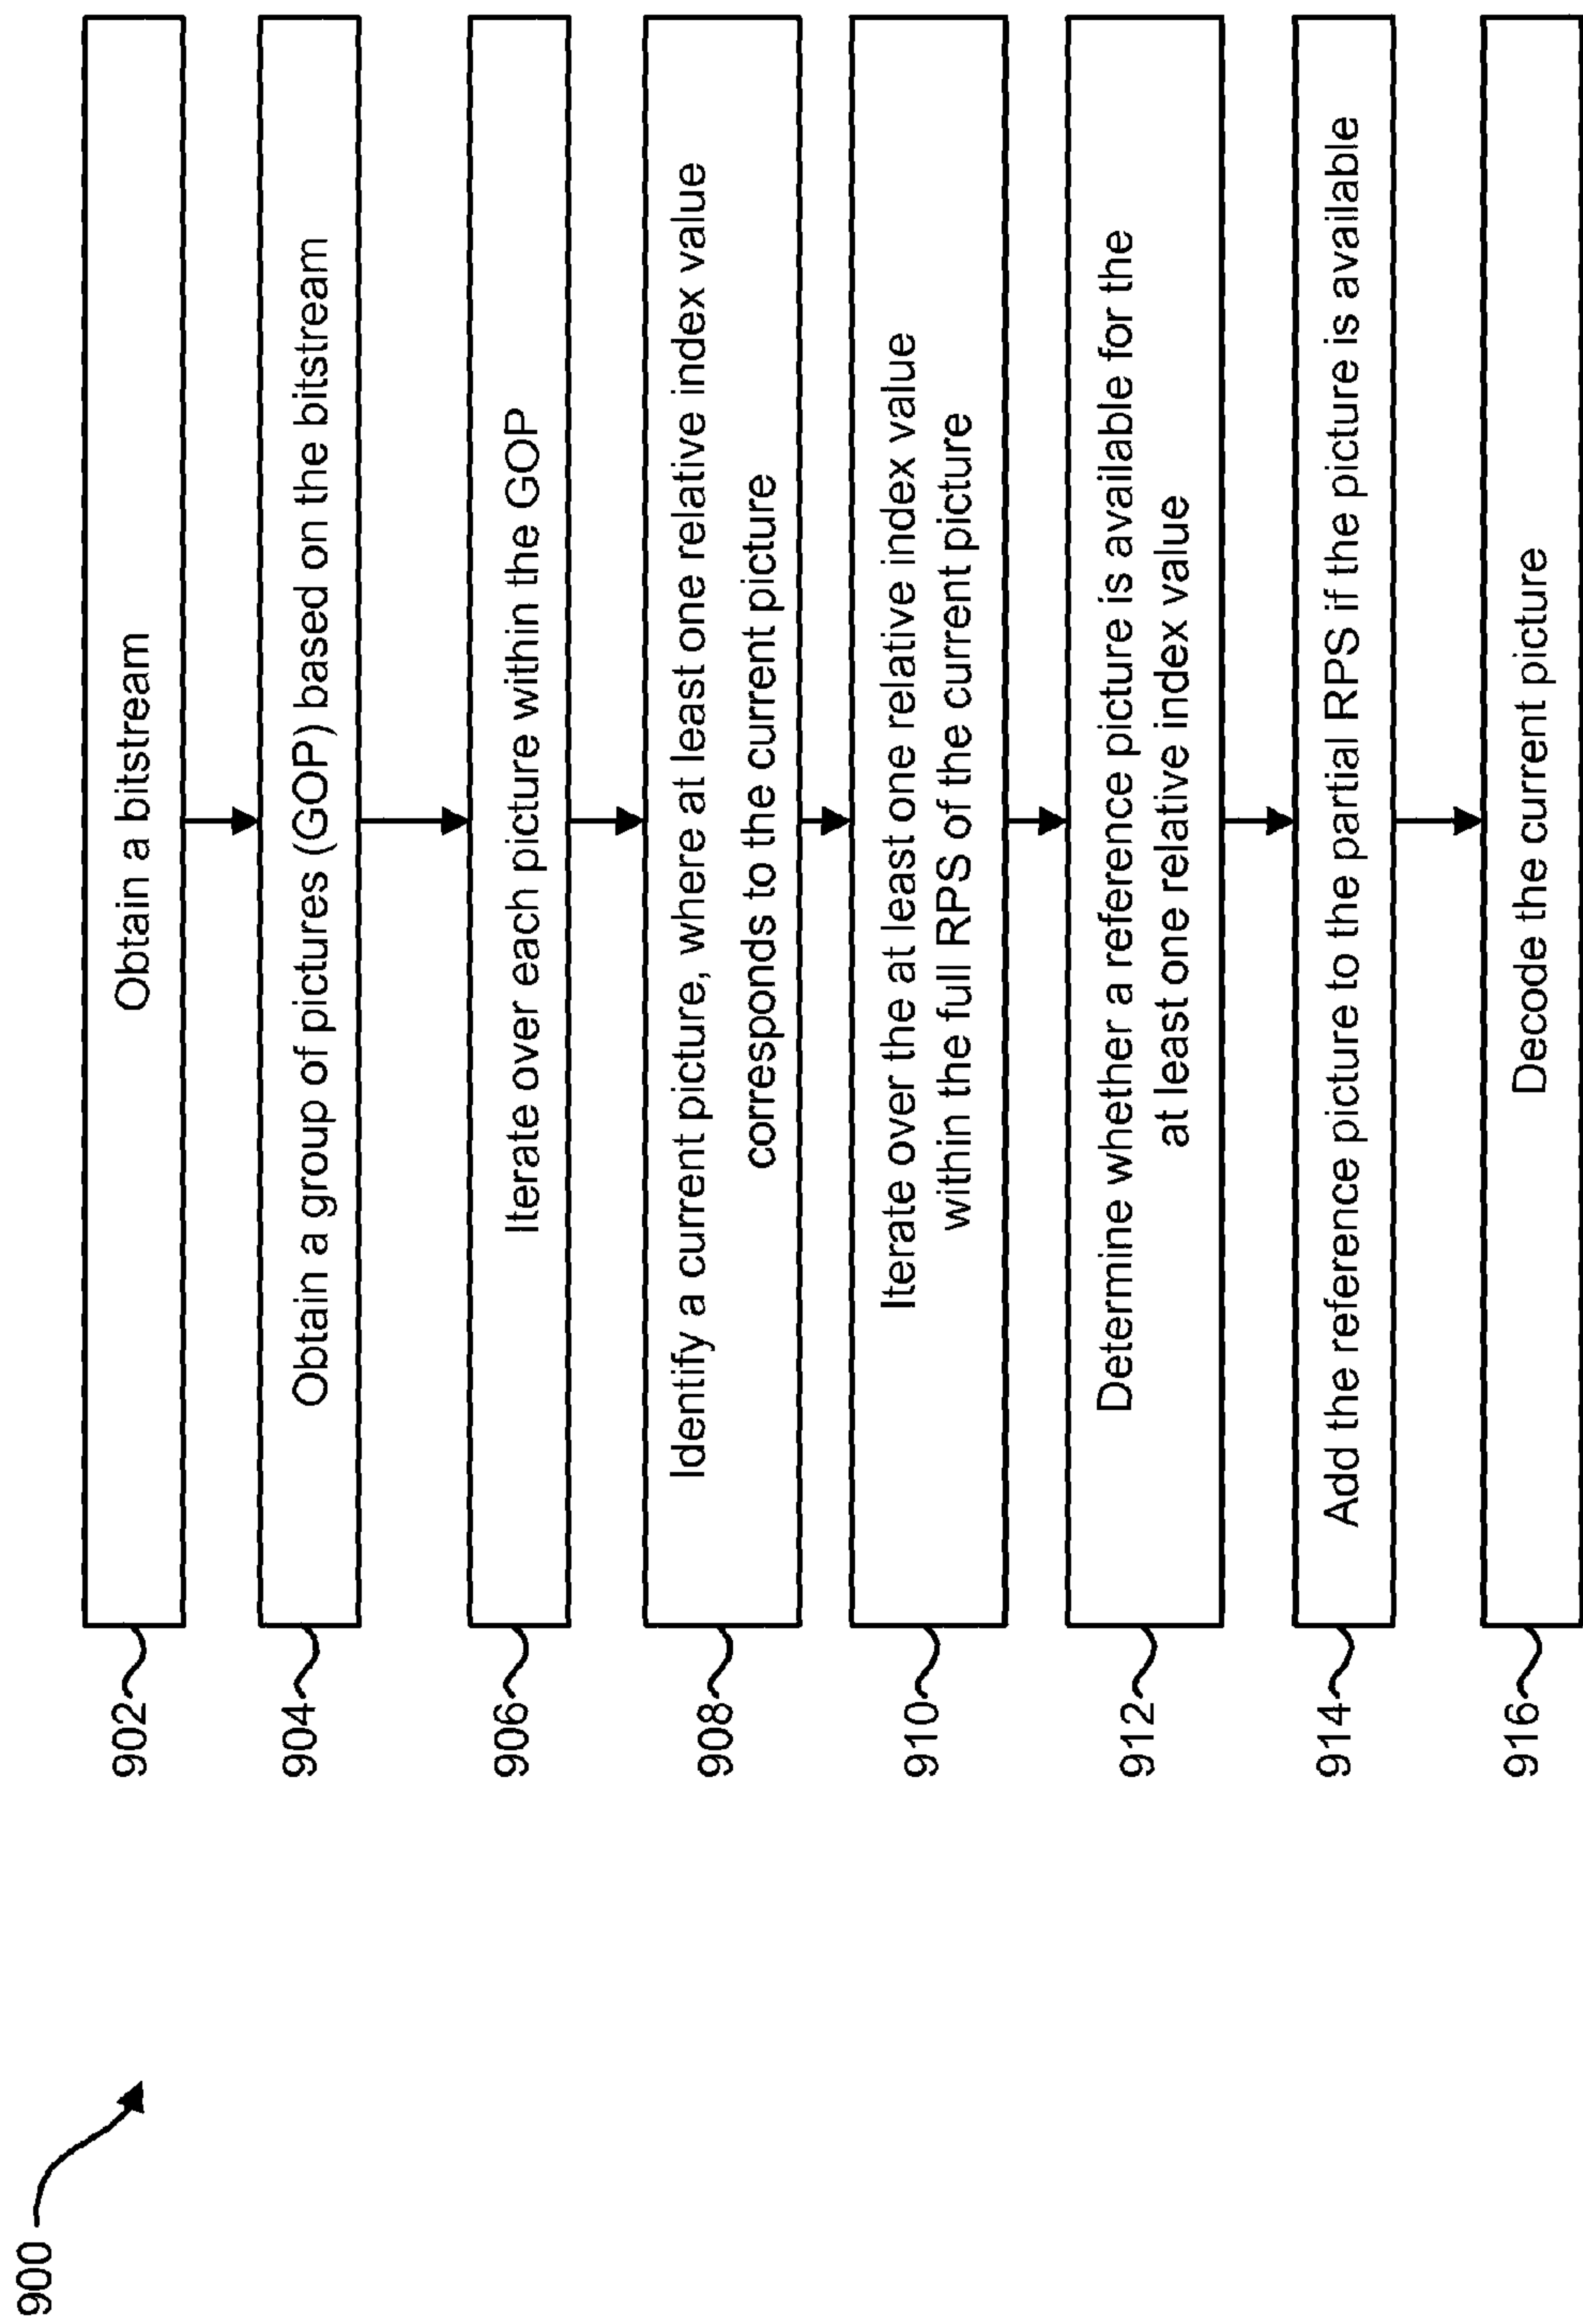 900
902
Obtain a bitstream
904
Obtain a group of pictures (GOP) based on the bitstream
906
Iterate over each picture within the GOP
908
Identify a current picture, where at least one relative index value
corresponds to the current picture
910
Iterate over the at least one relative index value
within the full RPS of the current picture
912
Determine whether a reference picture is available for the
at least one relative index value
914
Add the reference picture to the partial RPS if the picture is available
916
Decode the current picture